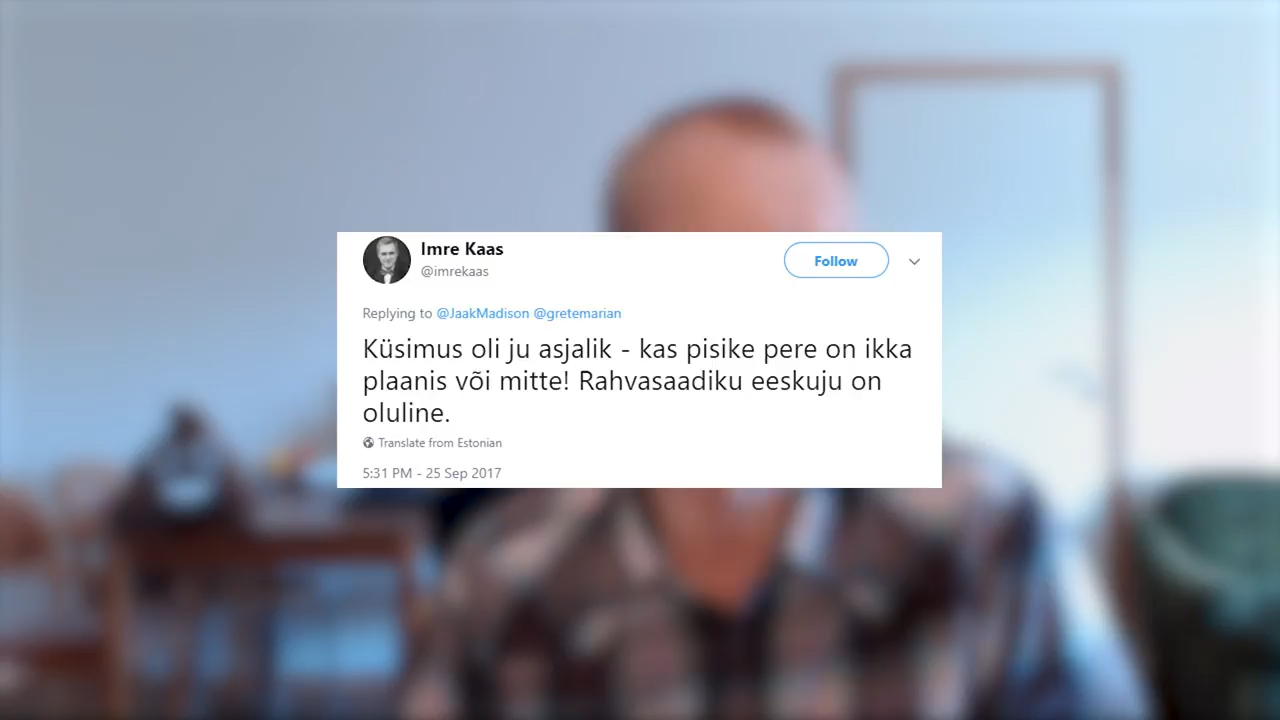 Imre Kaas
@imrekaas
Follow
Replying to @JaakMadison @gretemarian
Küsimus oli ju asjalik - kas pisike pere on ikka
plaanis või mitte! Rahvasaadiku eeskuju on
oluline.
Translate from Estonian
5:31 PM - 25 Sep 2017